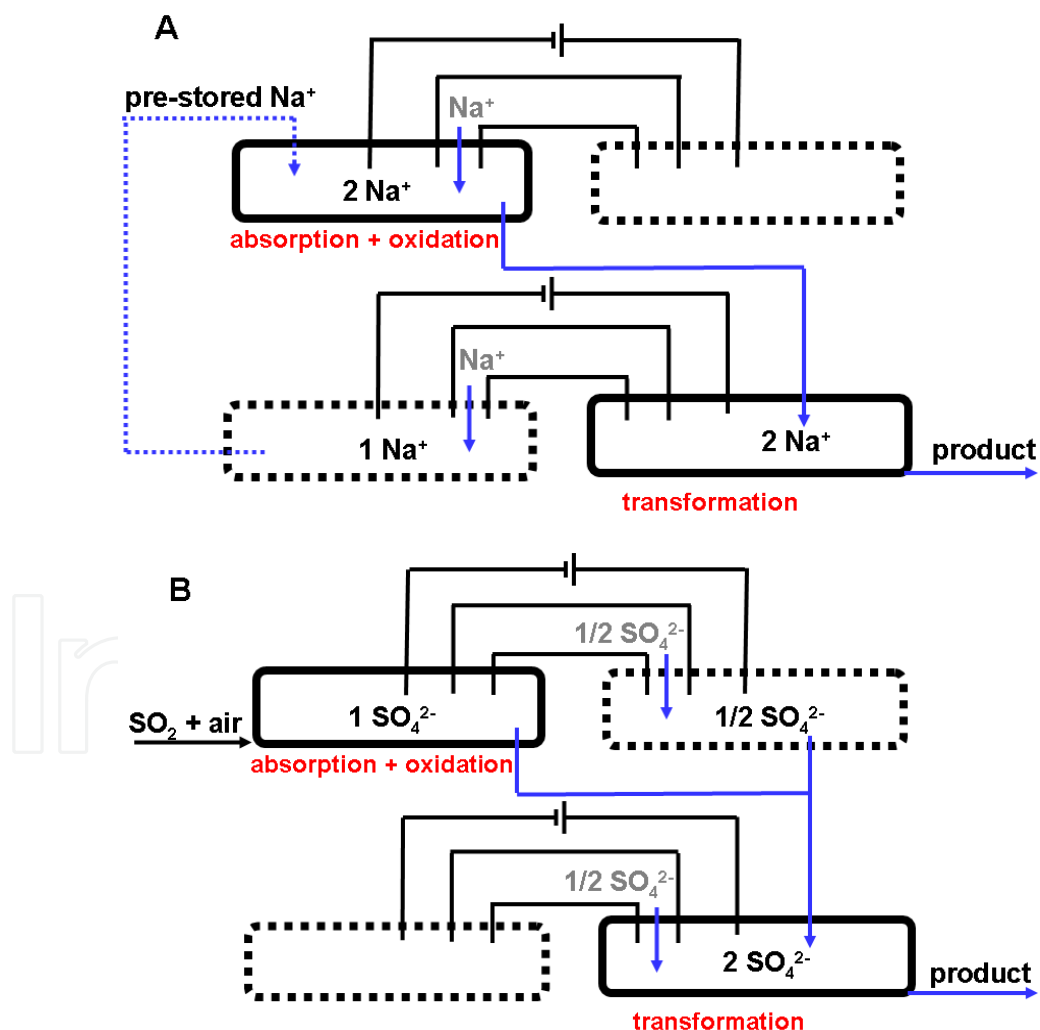 A
pre-stored Na⁺
Na⁺
2 Na⁺
absorption + oxidation
Na⁺
1 Na⁺
2 Na⁺
product
transformation
B
1/2 SO₄²⁻
1 SO₄²⁻
1/2 SO₄²⁻
SO₂ + air
absorption + oxidation
1/2 SO₄²⁻
2 SO₄²⁻
product
transformation